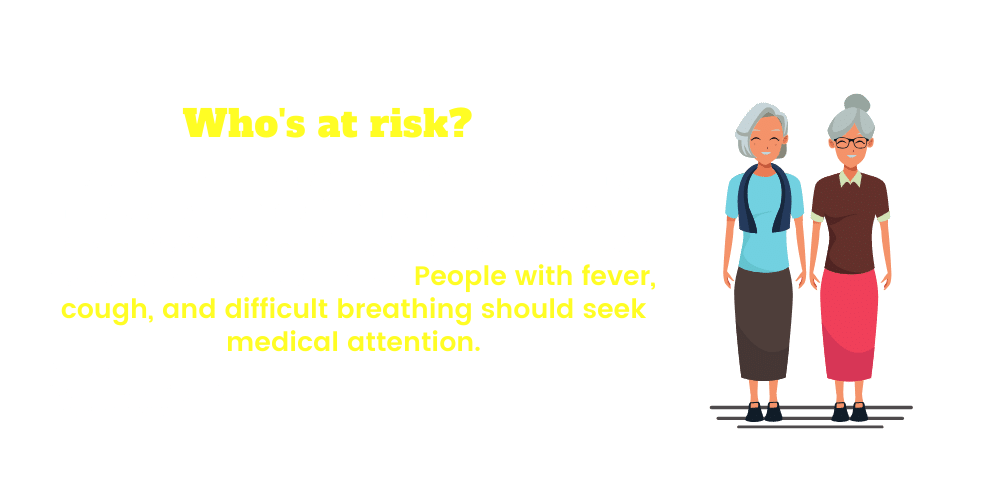 Who's at risk?
People with fever,
cough, and difficult breathing should seek
medical attention.